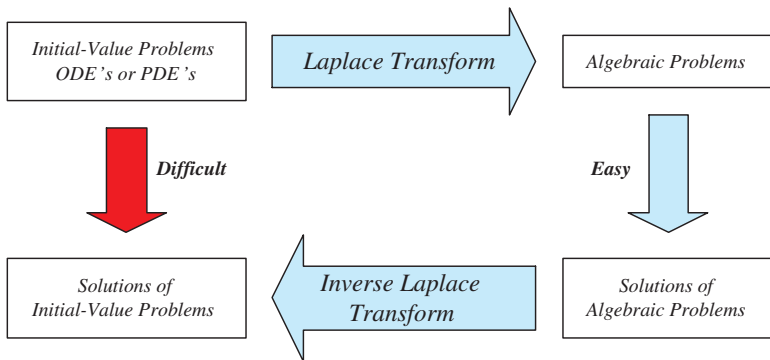 Initial-Value Problems
ODE's or PDE's
Laplace Transform
Algebraic Problems
Difficult
Easy
Solutions of
Initial-Value Problems
Inverse Laplace
Transform
Solutions of
Algebraic Problems